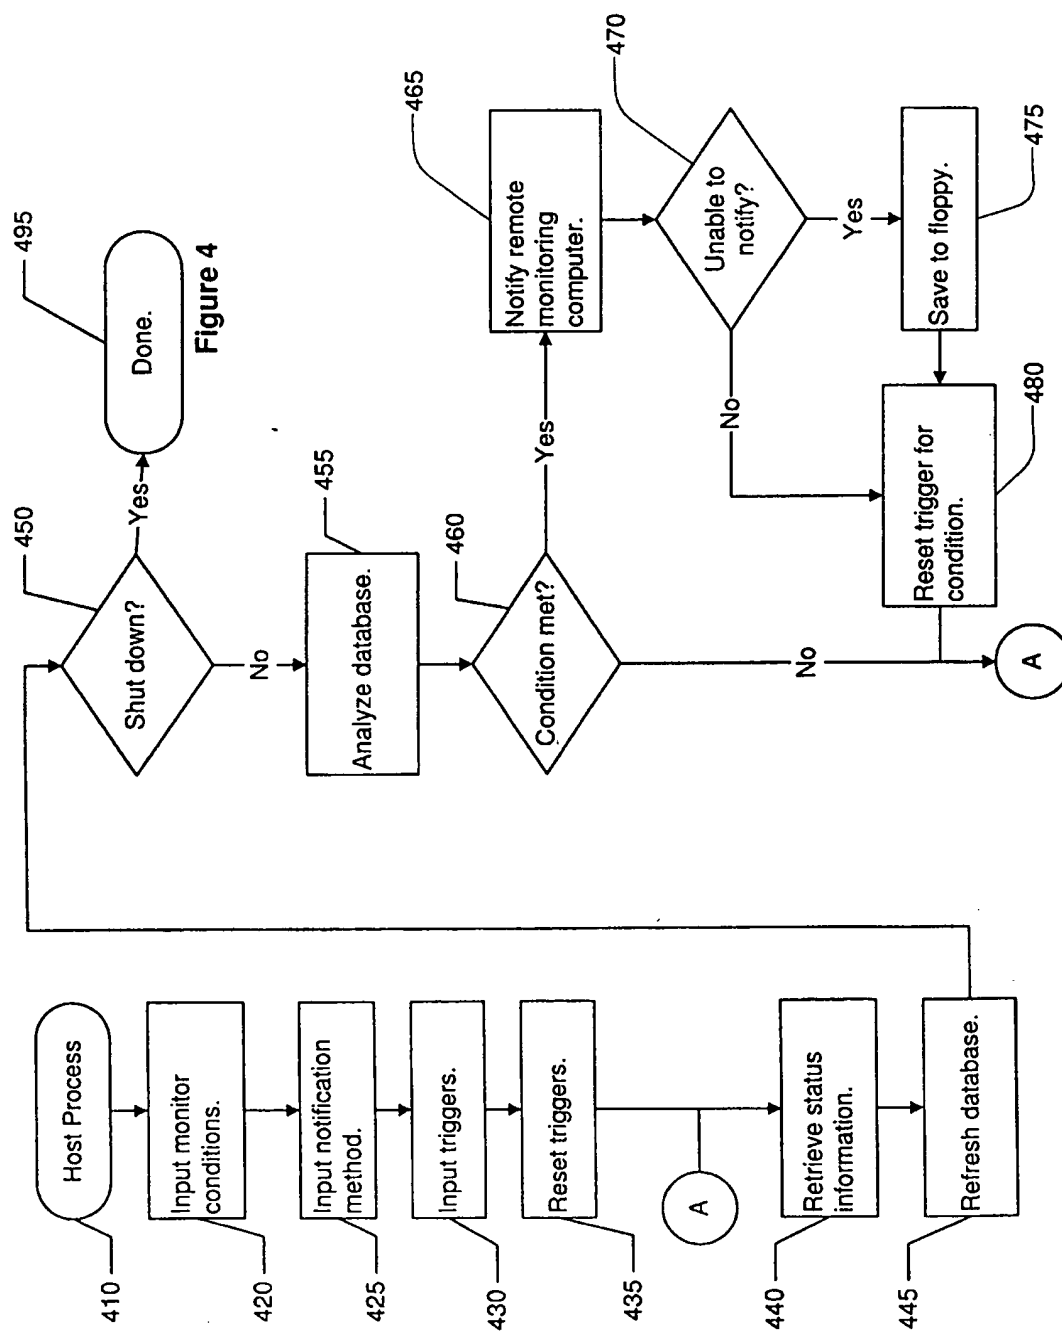 Host Process
410
Input monitor
conditions.
420
Input notification
method.
425
Input triggers.
430
Reset triggers.
435
A
Retrieve status
information.
440
Refresh database.
445
Shut down?
450
Yes
Done.
495
Figure 4
No
Analyze database.
455
Condition met?
460
Yes
Notify remote
monitoring
computer.
465
Unable to
notify?
470
Yes
Save to floppy.
475
No
Reset trigger for
condition.
480
No
A